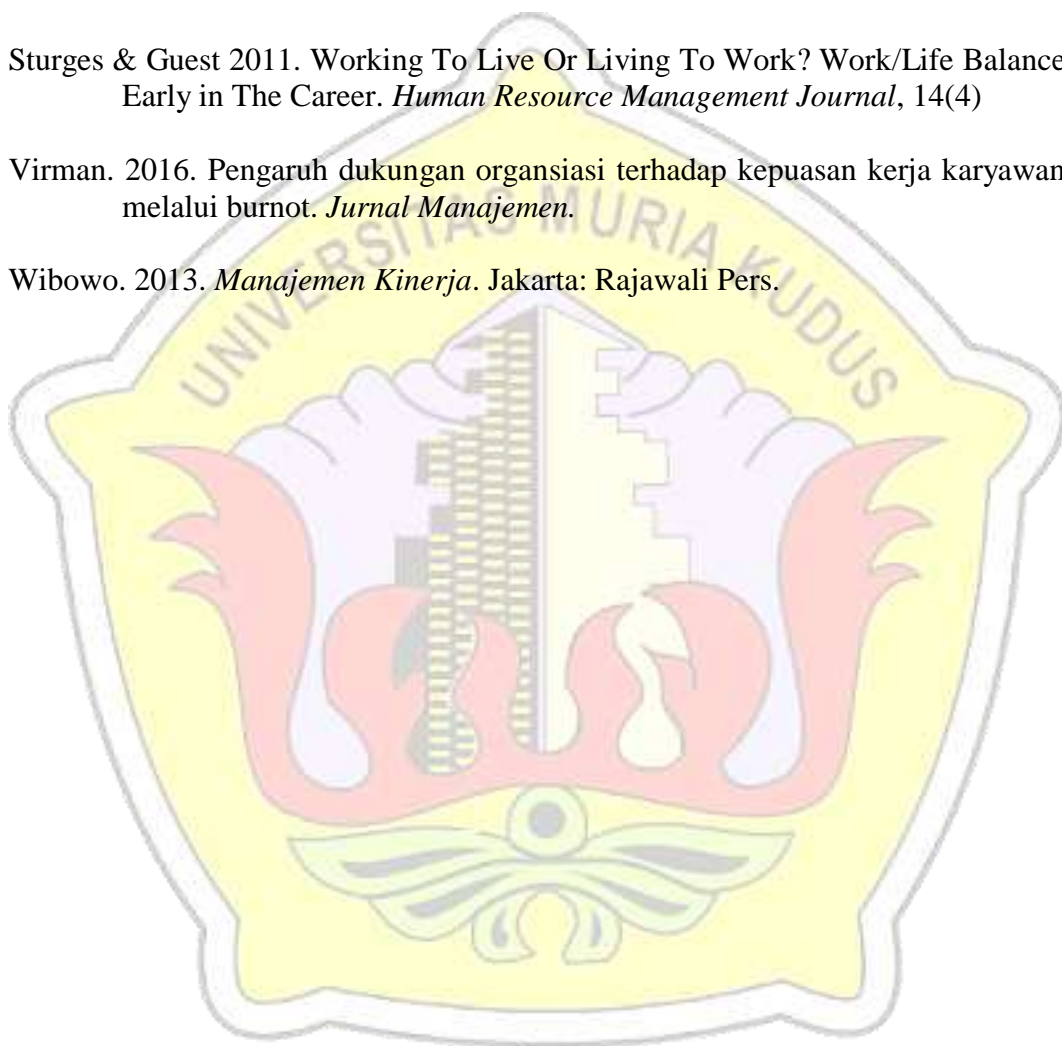 Sturges & Guest 2011. Working To Live Or Living To Work? Work/Life Balance
Early in The Career. Human Resource Management Journal, 14(4)
Virman. 2016. Pengaruh dukungan organsiasi terhadap kepuasan kerja karyawan
melalui burnot. Jurnal Manajemen.
Wibowo. 2013. Manajemen Kinerja. Jakarta: Rajawali Pers.
UNIVERSITAS MURIA KUDUS